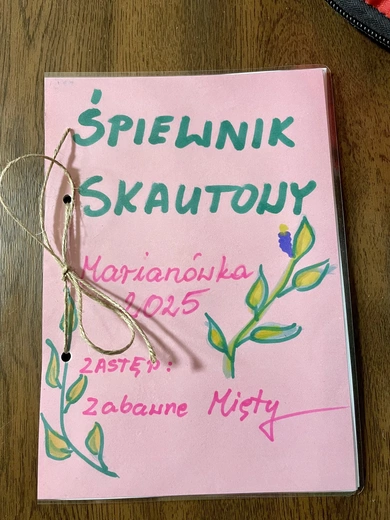 ŚPIEWNIK
SKAUTOWY
Marianówka
2025
ZASTĘP:
Zabawne Mięty